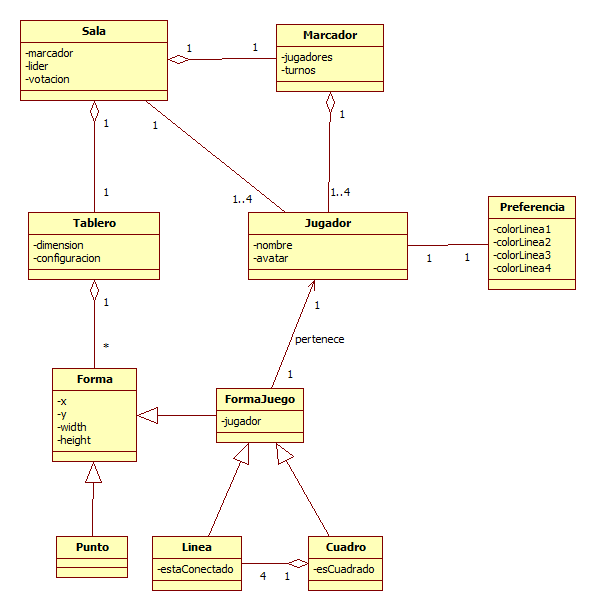 Sala
-marcador
-lider
-votacion
Marcador
-jugadores
-turnos
1
1
1
1
1
1..4
1..4
1
Tablero
-dimension
-configuracion
Jugador
-nombre
-avatar
Preferencia
-colorLinea1
-colorLinea2
-colorLinea3
-colorLinea4
1
1
1
1
pertenece
*
1
Forma
-x
-y
-width
-height
FormaJuego
-jugador
Punto
Linea
-estaConectado
Cuadro
-esCuadrado
4
1